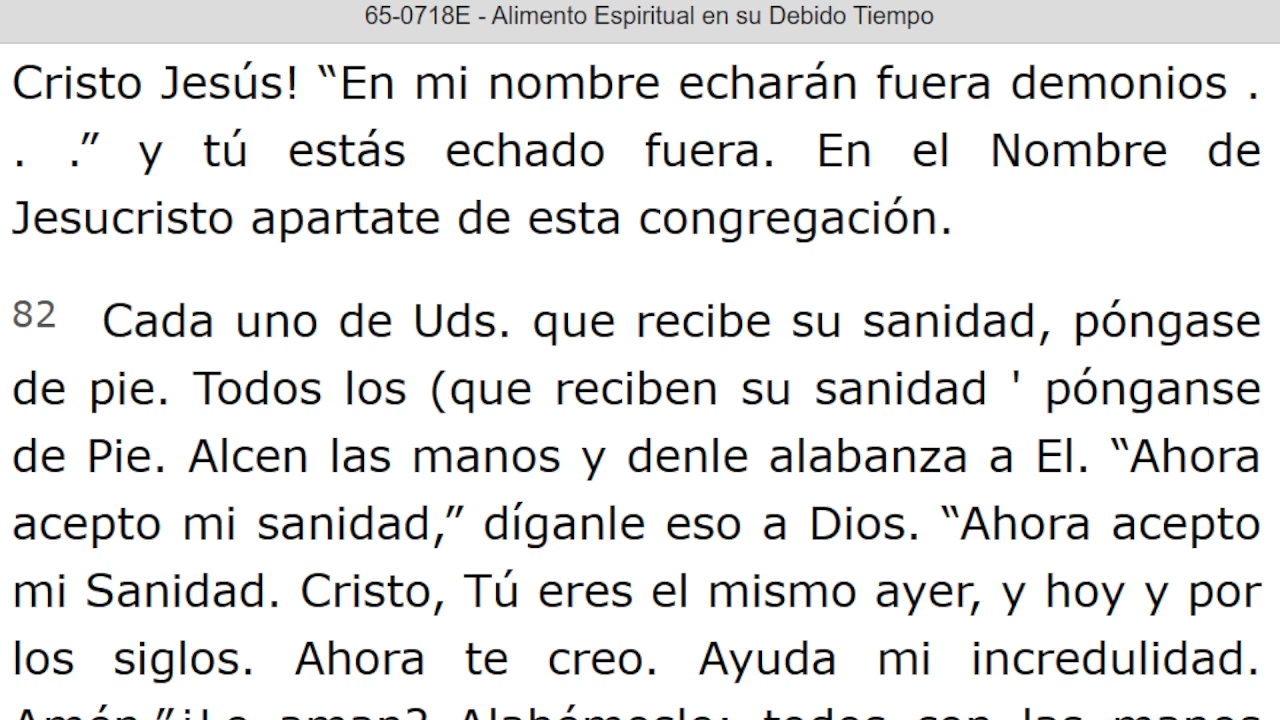 65-0718E - Alimento Espiritual en su Debido Tiempo
Cristo Jesús! “En mi nombre echarán fuera demonios .
. .” y tú estás echado fuera. En el Nombre de
Jesucristo apartate de esta congregación.
82 Cada uno de Uds. que recibe su sanidad, póngase
de pie. Todos los (que reciben su sanidad ' pónganse
de Pie. Alcen las manos y denle alabanza a El. “Ahora
acepto mi sanidad,” díganle eso a Dios. “Ahora acepto
mi Sanidad. Cristo, Tú eres el mismo ayer, y hoy y por
los siglos. Ahora te creo. Ayuda mi incredulidad.